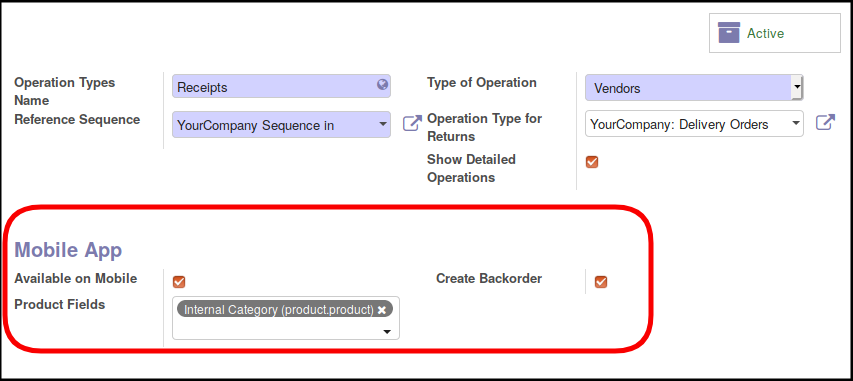 Active
Operation Types Name
Receipts
Type of Operation
Vendors
Reference Sequence
YourCompany Sequence in
Operation Type for Returns
YourCompany: Delivery Orders
Show Detailed Operations
Mobile App
Available on Mobile
Create Backorder
Product Fields
Internal Category (product.product)